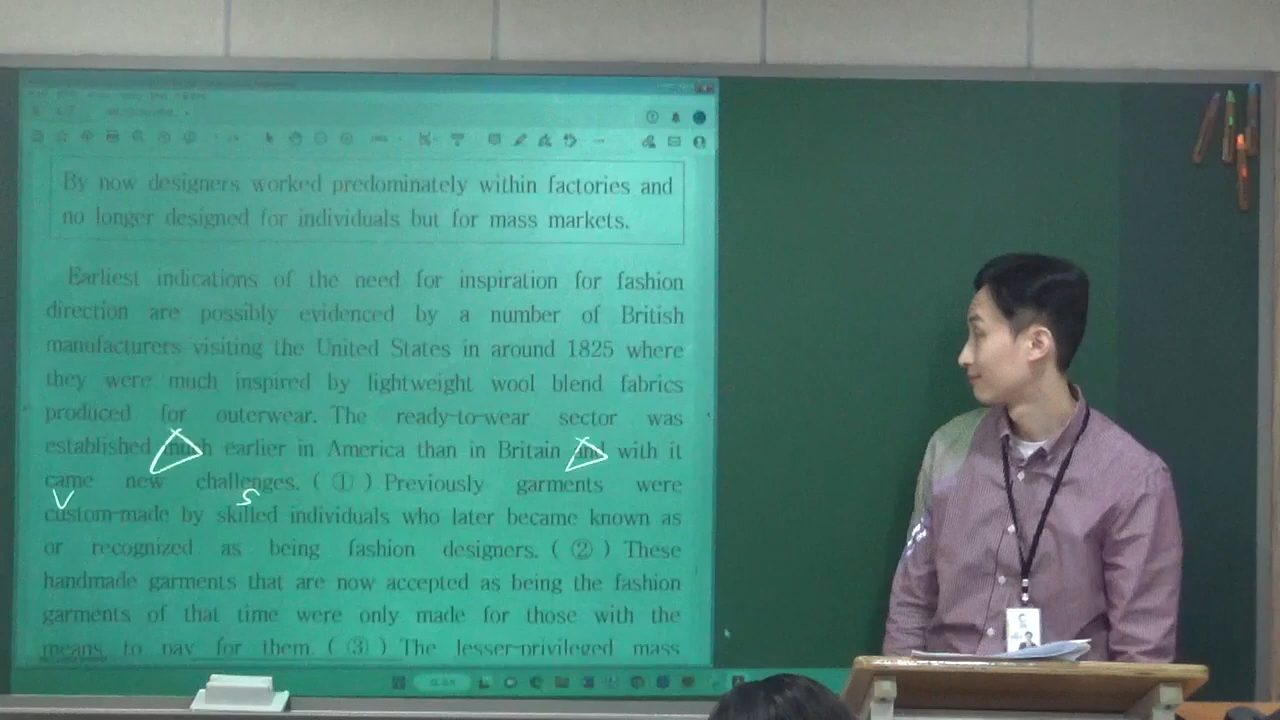 By now designers worked predominately within factories and
no longer designed for individuals but for mass markets.
Earliest indications of the need for inspiration for fashion
direction are possibly evidenced by a number of British
manufacturers visiting the United States in around 1825 where
they were much inspired by lightweight wool blend fabrics
produced for outerwear. The ready-to-wear sector was
established much earlier in America than in Britain and with it
came new challenges. ( ① ) Previously garments were
V S
custom-made by skilled individuals who later became known as
or recognized as being fashion designers. ( ② ) These
handmade garments that are now accepted as being the fashion
garments of that time were only made for those with the
means to pay for them. ( ③ ) The lesser-privileged mass